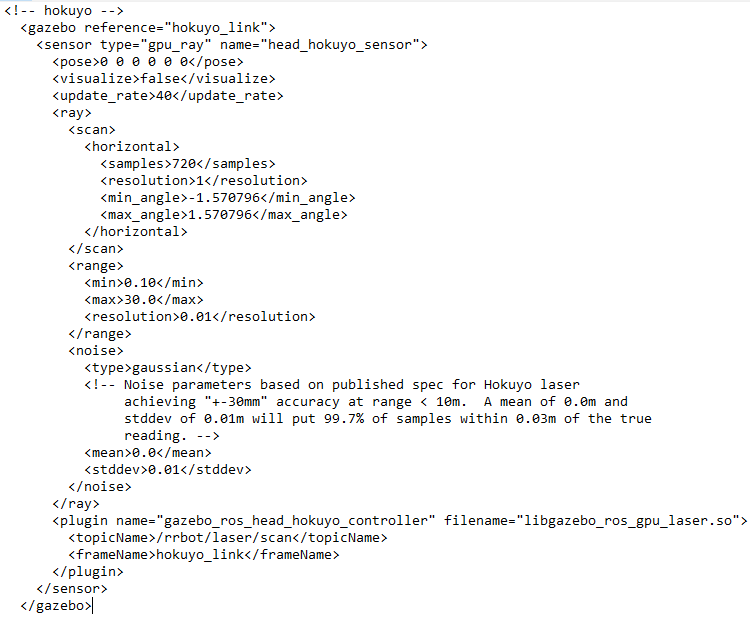 <!-- hokuyo -->
  <gazebo reference="hokuyo_link">
    <sensor type="gpu_ray" name="head_hokuyo_sensor">
      <pose>0 0 0 0 0 0</pose>
      <visualize>false</visualize>
      <update_rate>40</update_rate>
      <ray>
        <scan>
          <horizontal>
            <samples>720</samples>
            <resolution>1</resolution>
            <min_angle>-1.570796</min_angle>
            <max_angle>1.570796</max_angle>
          </horizontal>
        </scan>
        <range>
          <min>0.10</min>
          <max>30.0</max>
          <resolution>0.01</resolution>
        </range>
        <noise>
          <type>gaussian</type>
          <!-- Noise parameters based on published spec for Hokuyo laser
               achieving "+-30mm" accuracy at range < 10m.  A mean of 0.0m and
               stddev of 0.01m will put 99.7% of samples within 0.03m of the true
               reading. -->
          <mean>0.0</mean>
          <stddev>0.01</stddev>
        </noise>
      </ray>
      <plugin name="gazebo_ros_head_hokuyo_controller" filename="libgazebo_ros_gpu_laser.so">
        <topicName>/rrbot/laser/scan</topicName>
        <frameName>hokuyo_link</frameName>
      </plugin>
    </sensor>
  </gazebo>